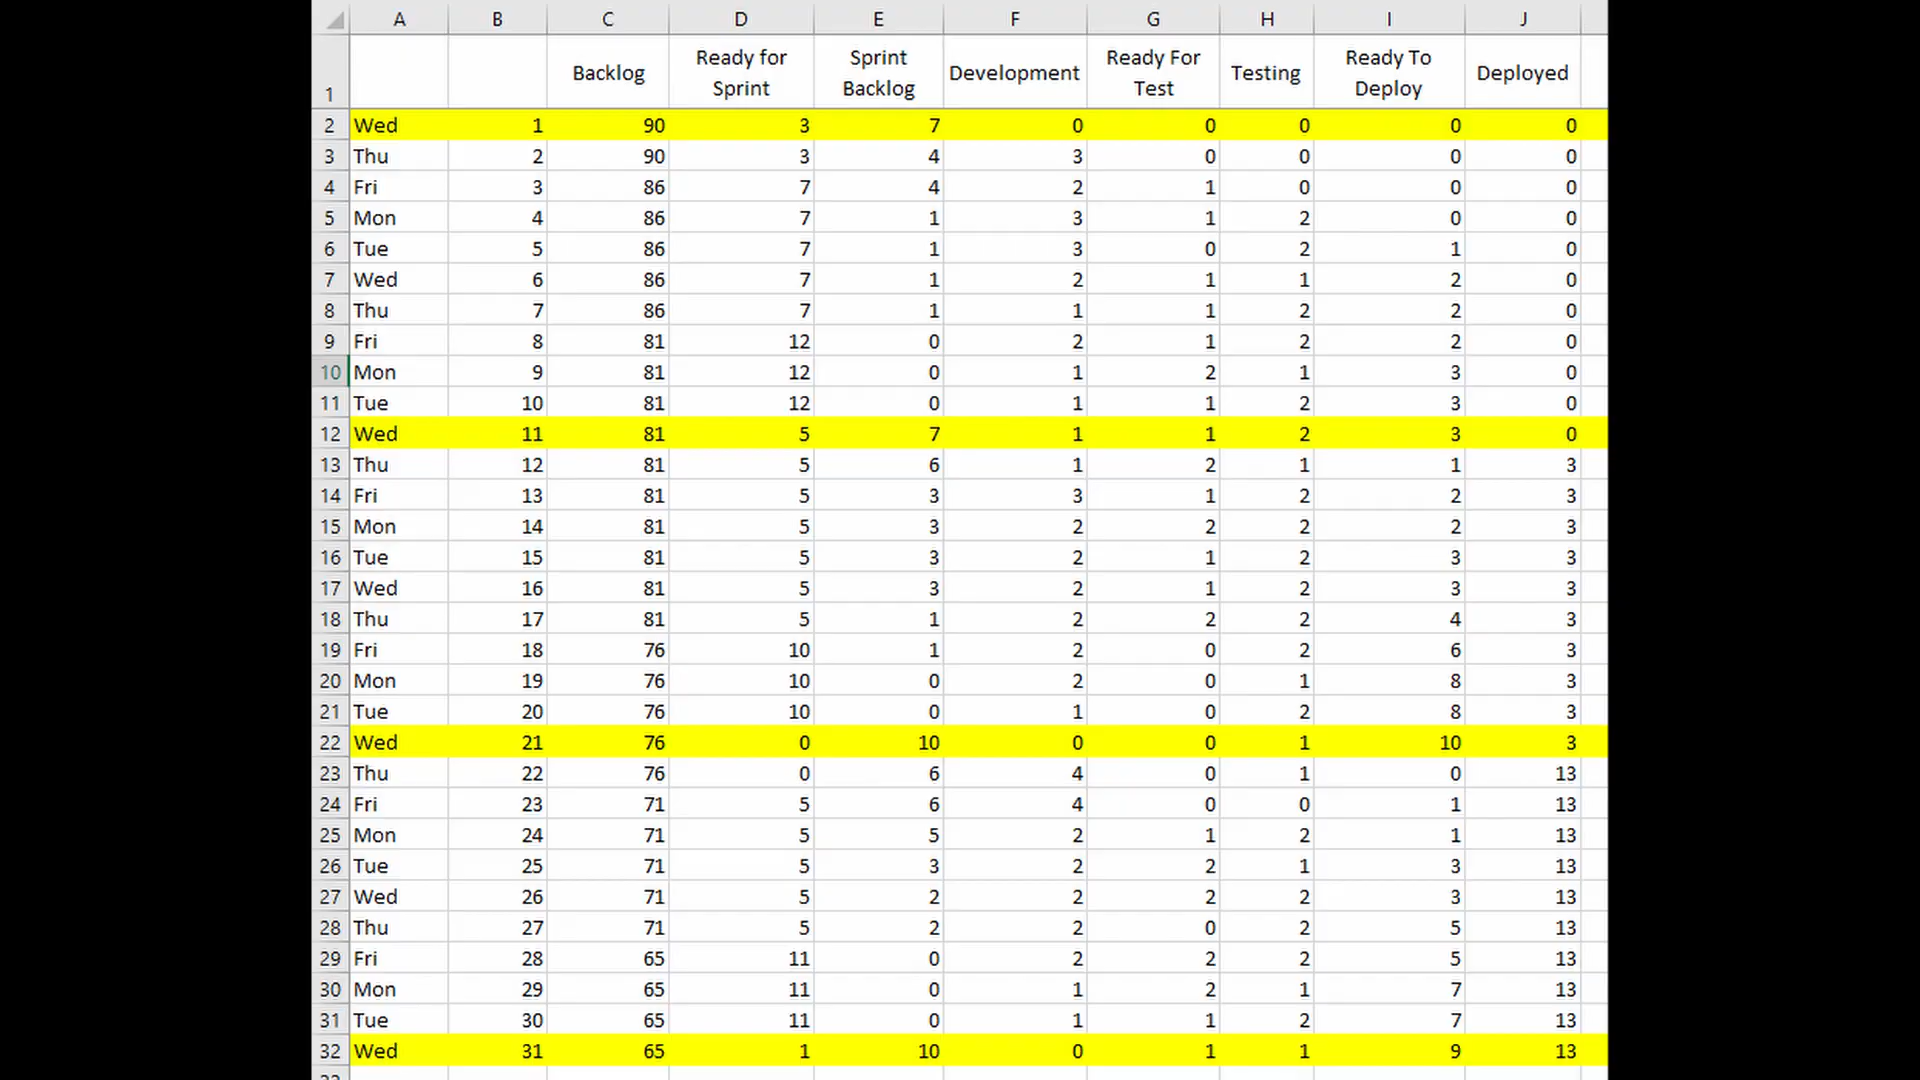 A B C D E F G H I J
Ready for Sprint Ready For Ready To
Backlog Development Testing Deployed
Sprint Backlog Test Deploy
1
2 Wed 1 90 3 7 0 0 0 0 0
3 Thu 2 90 3 4 3 0 0 0 0
4 Fri 3 86 7 4 2 1 0 0 0
5 Mon 4 86 7 1 3 1 2 0 0
6 Tue 5 86 7 1 3 0 2 1 0
7 Wed 6 86 7 1 2 1 1 2 0
8 Thu 7 86 7 1 1 1 2 2 0
9 Fri 8 81 12 0 2 1 2 2 0
10 Mon 9 81 12 0 1 2 1 3 0
11 Tue 10 81 12 0 1 1 2 3 0
12 Wed 11 81 5 7 1 1 2 3 0
13 Thu 12 81 5 6 1 2 1 1 3
14 Fri 13 81 5 3 3 1 2 2 3
15 Mon 14 81 5 3 2 2 2 2 3
16 Tue 15 81 5 3 2 1 2 3 3
17 Wed 16 81 5 3 2 1 2 3 3
18 Thu 17 81 5 1 2 2 2 4 3
19 Fri 18 76 10 1 2 0 2 6 3
20 Mon 19 76 10 0 2 0 1 8 3
21 Tue 20 76 10 0 1 0 2 8 3
22 Wed 21 76 0 10 0 0 1 10 3
23 Thu 22 76 0 6 4 0 1 0 13
24 Fri 23 71 5 6 4 0 0 1 13
25 Mon 24 71 5 5 2 1 2 1 13
26 Tue 25 71 5 3 2 2 1 3 13
27 Wed 26 71 5 2 2 2 2 3 13
28 Thu 27 71 5 2 2 0 2 5 13
29 Fri 28 65 11 0 2 2 2 5 13
30 Mon 29 65 11 0 1 2 1 7 13
31 Tue 30 65 11 0 1 1 2 7 13
32 Wed 31 65 1 10 0 1 1 9 13